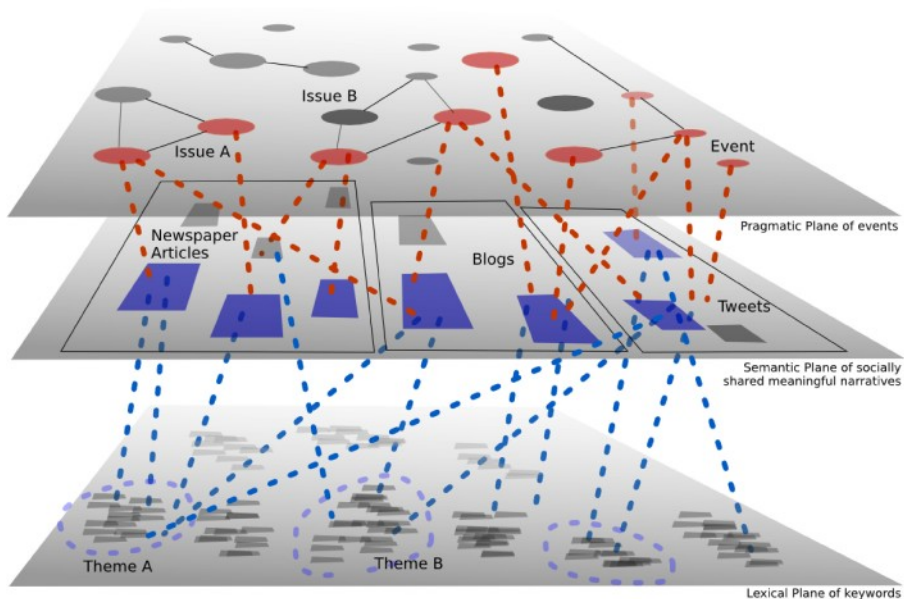 Issue B
Issue A
Event
Pragmatic Plane of events
Newspaper
Articles
Blogs
Tweets
Semantic Plane of socially
shared meaningful narratives
Theme A
Theme B
Lexical Plane of keywords